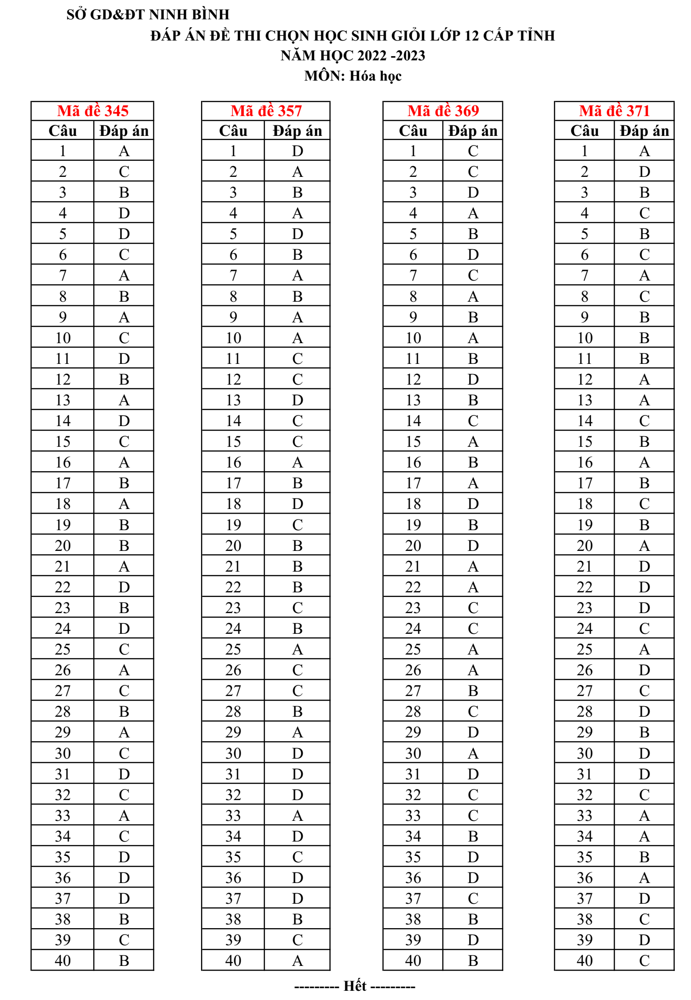 SỞ GD&ĐT NINH BÌNH
ĐÁP ÁN ĐỀ THI CHỌN HỌC SINH GIỎI LỚP 12 CẤP TỈNH
NĂM HỌC 2022 -2023
MÔN: Hóa học
Mã đề 345 Mã đề 357 Mã đề 369 Mã đề 371
Câu Đáp án Câu Đáp án Câu Đáp án Câu Đáp án
1 A 1 D 1 C 1 A
2 C 2 A 2 C 2 D
3 B 3 B 3 D 3 B
4 D 4 A 4 A 4 C
5 D 5 D 5 B 5 B
6 C 6 B 6 D 6 C
7 A 7 A 7 C 7 A
8 B 8 B 8 A 8 C
9 A 9 A 9 B 9 B
10 C 10 A 10 A 10 B
11 D 11 C 11 B 11 B
12 B 12 C 12 D 12 A
13 A 13 D 13 B 13 A
14 D 14 C 14 C 14 C
15 C 15 C 15 A 15 B
16 A 16 A 16 B 16 A
17 B 17 B 17 A 17 B
18 A 18 D 18 D 18 C
19 B 19 C 19 B 19 B
20 B 20 B 20 D 20 A
21 A 21 B 21 A 21 D
22 D 22 B 22 A 22 D
23 B 23 C 23 C 23 D
24 D 24 B 24 C 24 C
25 C 25 A 25 A 25 A
26 A 26 C 26 A 26 D
27 C 27 C 27 B 27 C
28 B 28 B 28 C 28 D
29 A 29 A 29 D 29 B
30 C 30 D 30 A 30 D
31 D 31 D 31 D 31 D
32 C 32 D 32 C 32 C
33 A 33 A 33 C 33 A
34 C 34 D 34 B 34 A
35 D 35 C 35 D 35 B
36 D 36 D 36 D 36 A
37 D 37 D 37 C 37 D
38 B 38 B 38 B 38 C
39 C 39 C 39 D 39 D
40 B 40 A 40 B 40 C
--------- Hết ---------